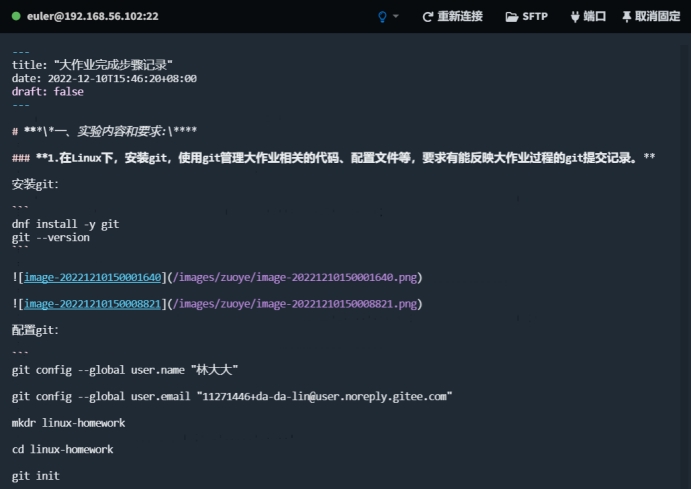 euler@192.168.56.102:22 重新连接 SFTP 端口 取消固定
---
title: "大作业完成步骤记录"
date: 2022-12-10T15:46:20+08:00
draft: false
---
# ***\*一、实验内容和要求:\****
### **1.在Linux下，安装git，使用git管理大作业相关的代码、配置文件等，要求有能反映大作业过程的git提交记录。**
安装git:
```
dnf install -y git
git --version
```
![image-20221210150001640](/images/zuoye/image-20221210150001640.png)
![image-20221210150008821](/images/zuoye/image-20221210150008821.png)
配置git:
```
git config --global user.name "林大大"
git config --global user.email "11271446+da-da-lin@user.noreply.gitee.com"
mkdr linux-homework
cd linux-homework
git init